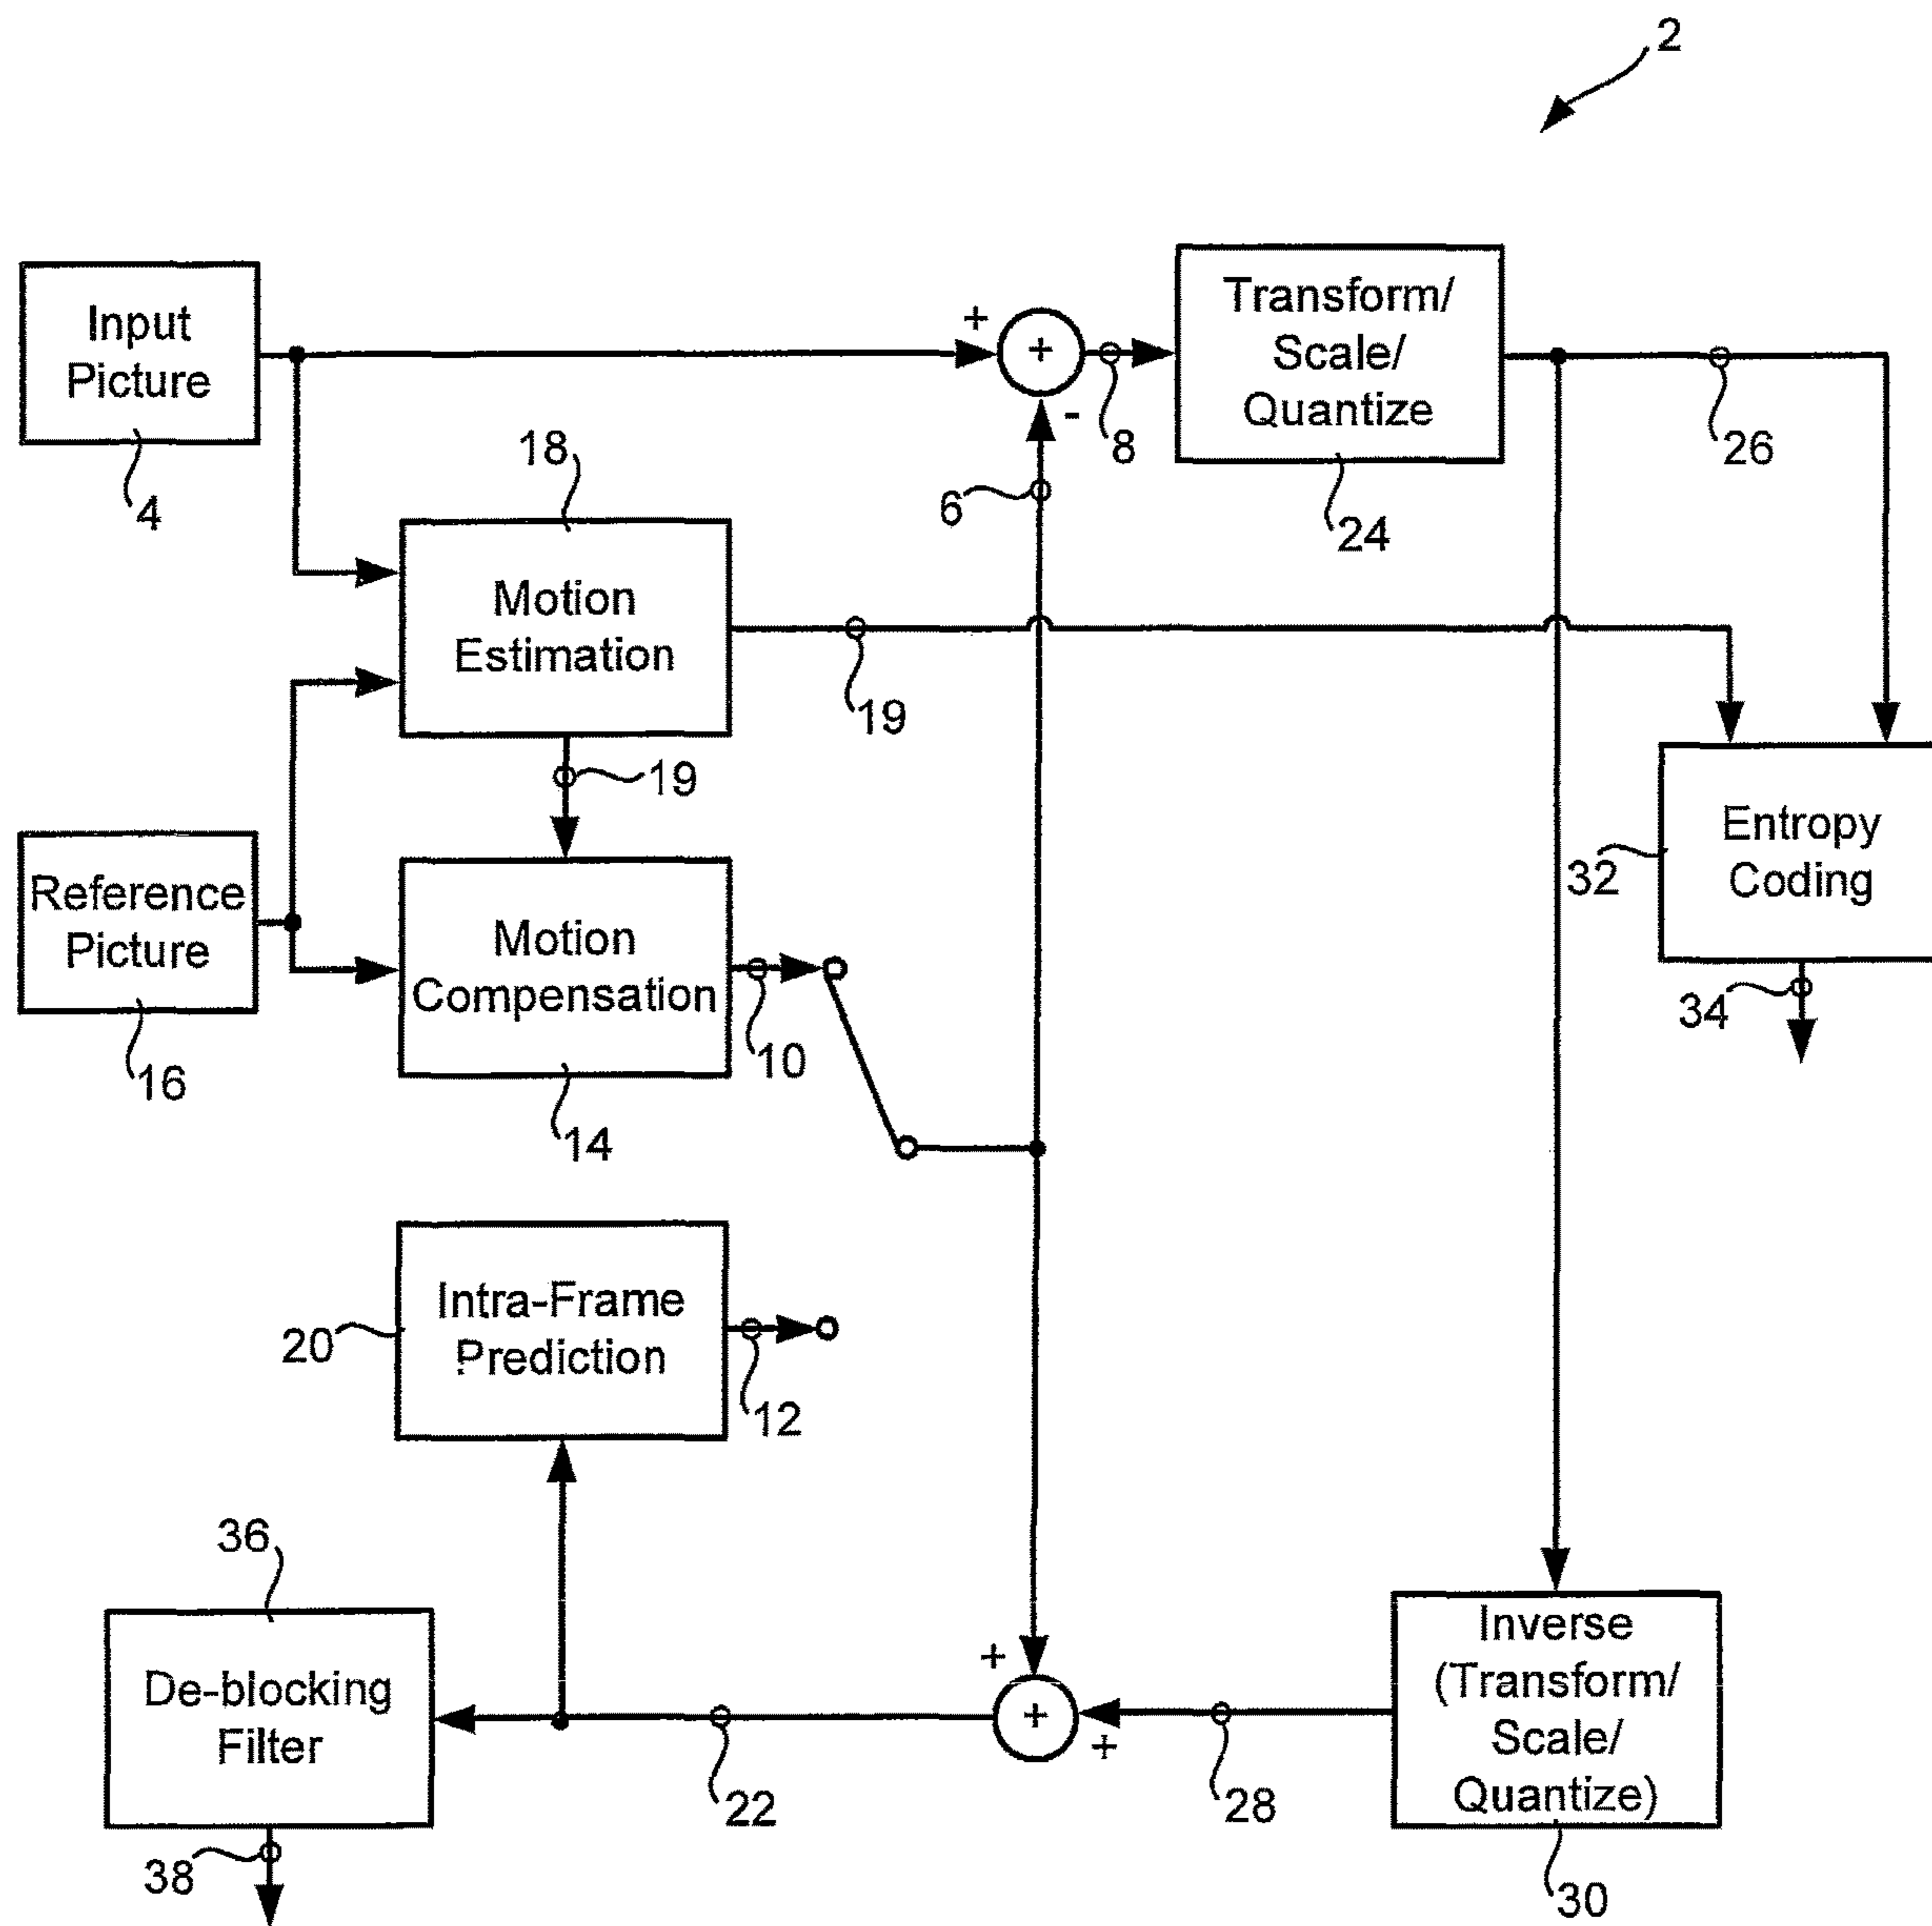 2
Input
Picture
4
+
+
-
8
6
Transform/
Scale/
Quantize
24
26
18
Motion
Estimation
19
19
Reference
Picture
16
Motion
Compensation
10
14
Entropy
Coding
32
34
Intra-Frame
Prediction
20
12
36
De-blocking
Filter
38
22
+
+
+
28
Inverse
(Transform/
Scale/
Quantize)
30